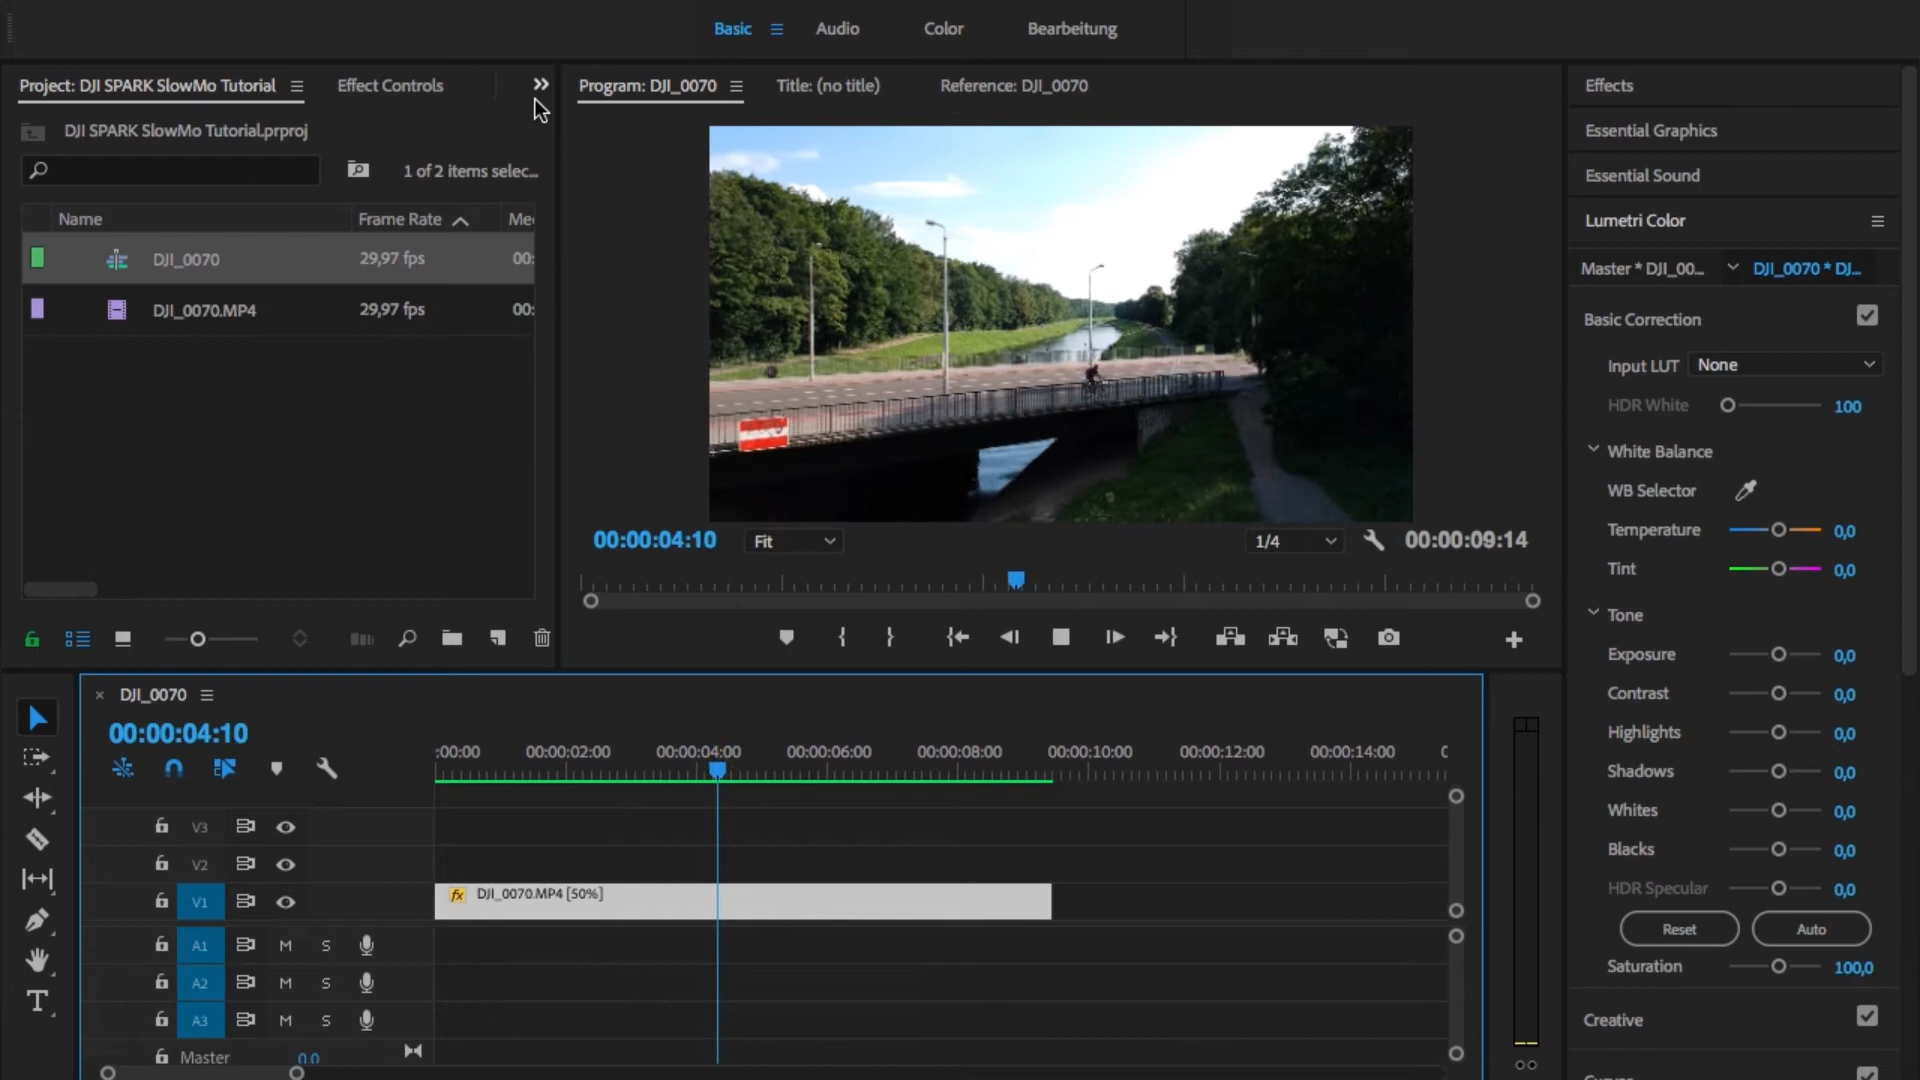 Basic Audio Color Bearbeitung
Project: DJI SPARK SlowMo Tutorial Effect Controls
DJI SPARK SlowMo Tutorial.prproj
1 of 2 items selec...
Name Frame Rate
DJI_0070 29,97 fps 00:
DJI_0070.MP4 29,97 fps 00:
Program: DJI_0070 Title: (no title) Reference: DJI_0070
00:00:04:10 Fit 1/4 00:00:09:14
Effects
Essential Graphics
Essential Sound
Lumetri Color
Master * DJI_00... DJI_0070 * DJ...
Basic Correction
Input LUT None
HDR White 100
White Balance
WB Selector
Temperature 0,0
Tint 0,0
Tone
Exposure 0,0
Contrast 0,0
Highlights 0,0
Shadows 0,0
Whites 0,0
Blacks 0,0
HDR Specular 0,0
Reset Auto
Saturation 100,0
Creative
DJI_0070
00:00:04:10
:00:00 00:00:02:00 00:00:04:00 00:00:06:00 00:00:08:00 00:00:10:00 00:00:12:00 00:00:14:00
V3
V2
V1 fx DJI_0070.MP4 [50%]
A1 M S
A2 M S
A3 M S
Master 0.0